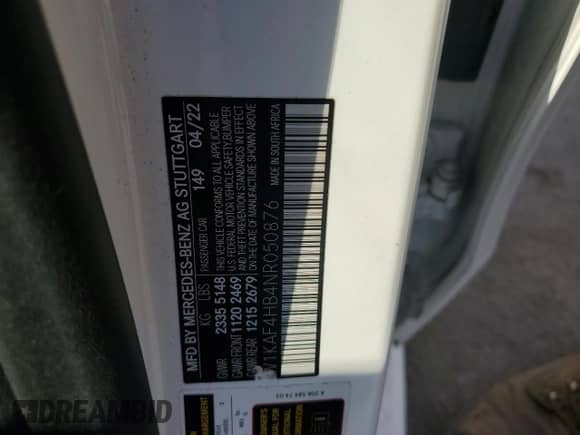 MFD BY MERCEDES-BENZ AG STUTTGART
PASSENGER CAR 149 04/22
KG LBS
GVWR 2335 5148
GAWR FRONT 1120 2469
GAWR REAR 1215 2679
THIS VEHICLE CONFORMS TO ALL APPLICABLE
U.S. FEDERAL MOTOR VEHICLE SAFETY, BUMPER
AND THEFT PREVENTION STANDARDS IN EFFECT
ON THE DATE OF MANUFACTURE SHOWN ABOVE
W1KAF4HB4NR050876 MADE IN SOUTH AFRICA
DREAMBID